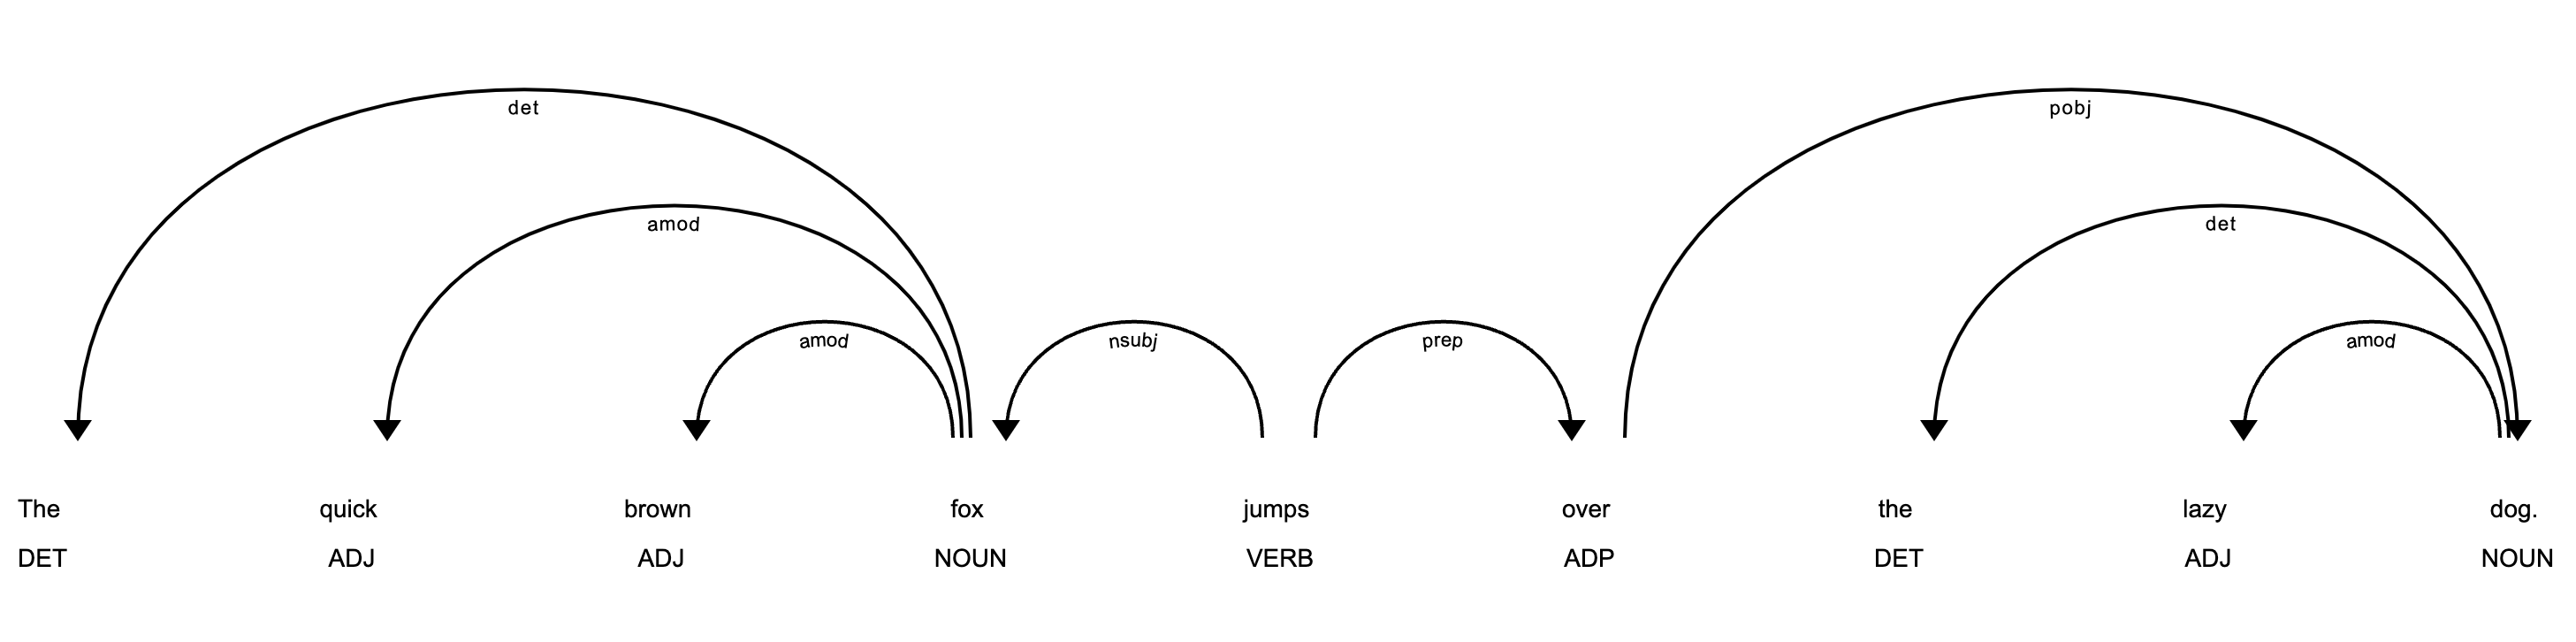 det pobj
amod det
amod nsubj prep amod
The quick brown fox jumps over the lazy dog.
DET ADJ ADJ NOUN VERB ADP DET ADJ NOUN